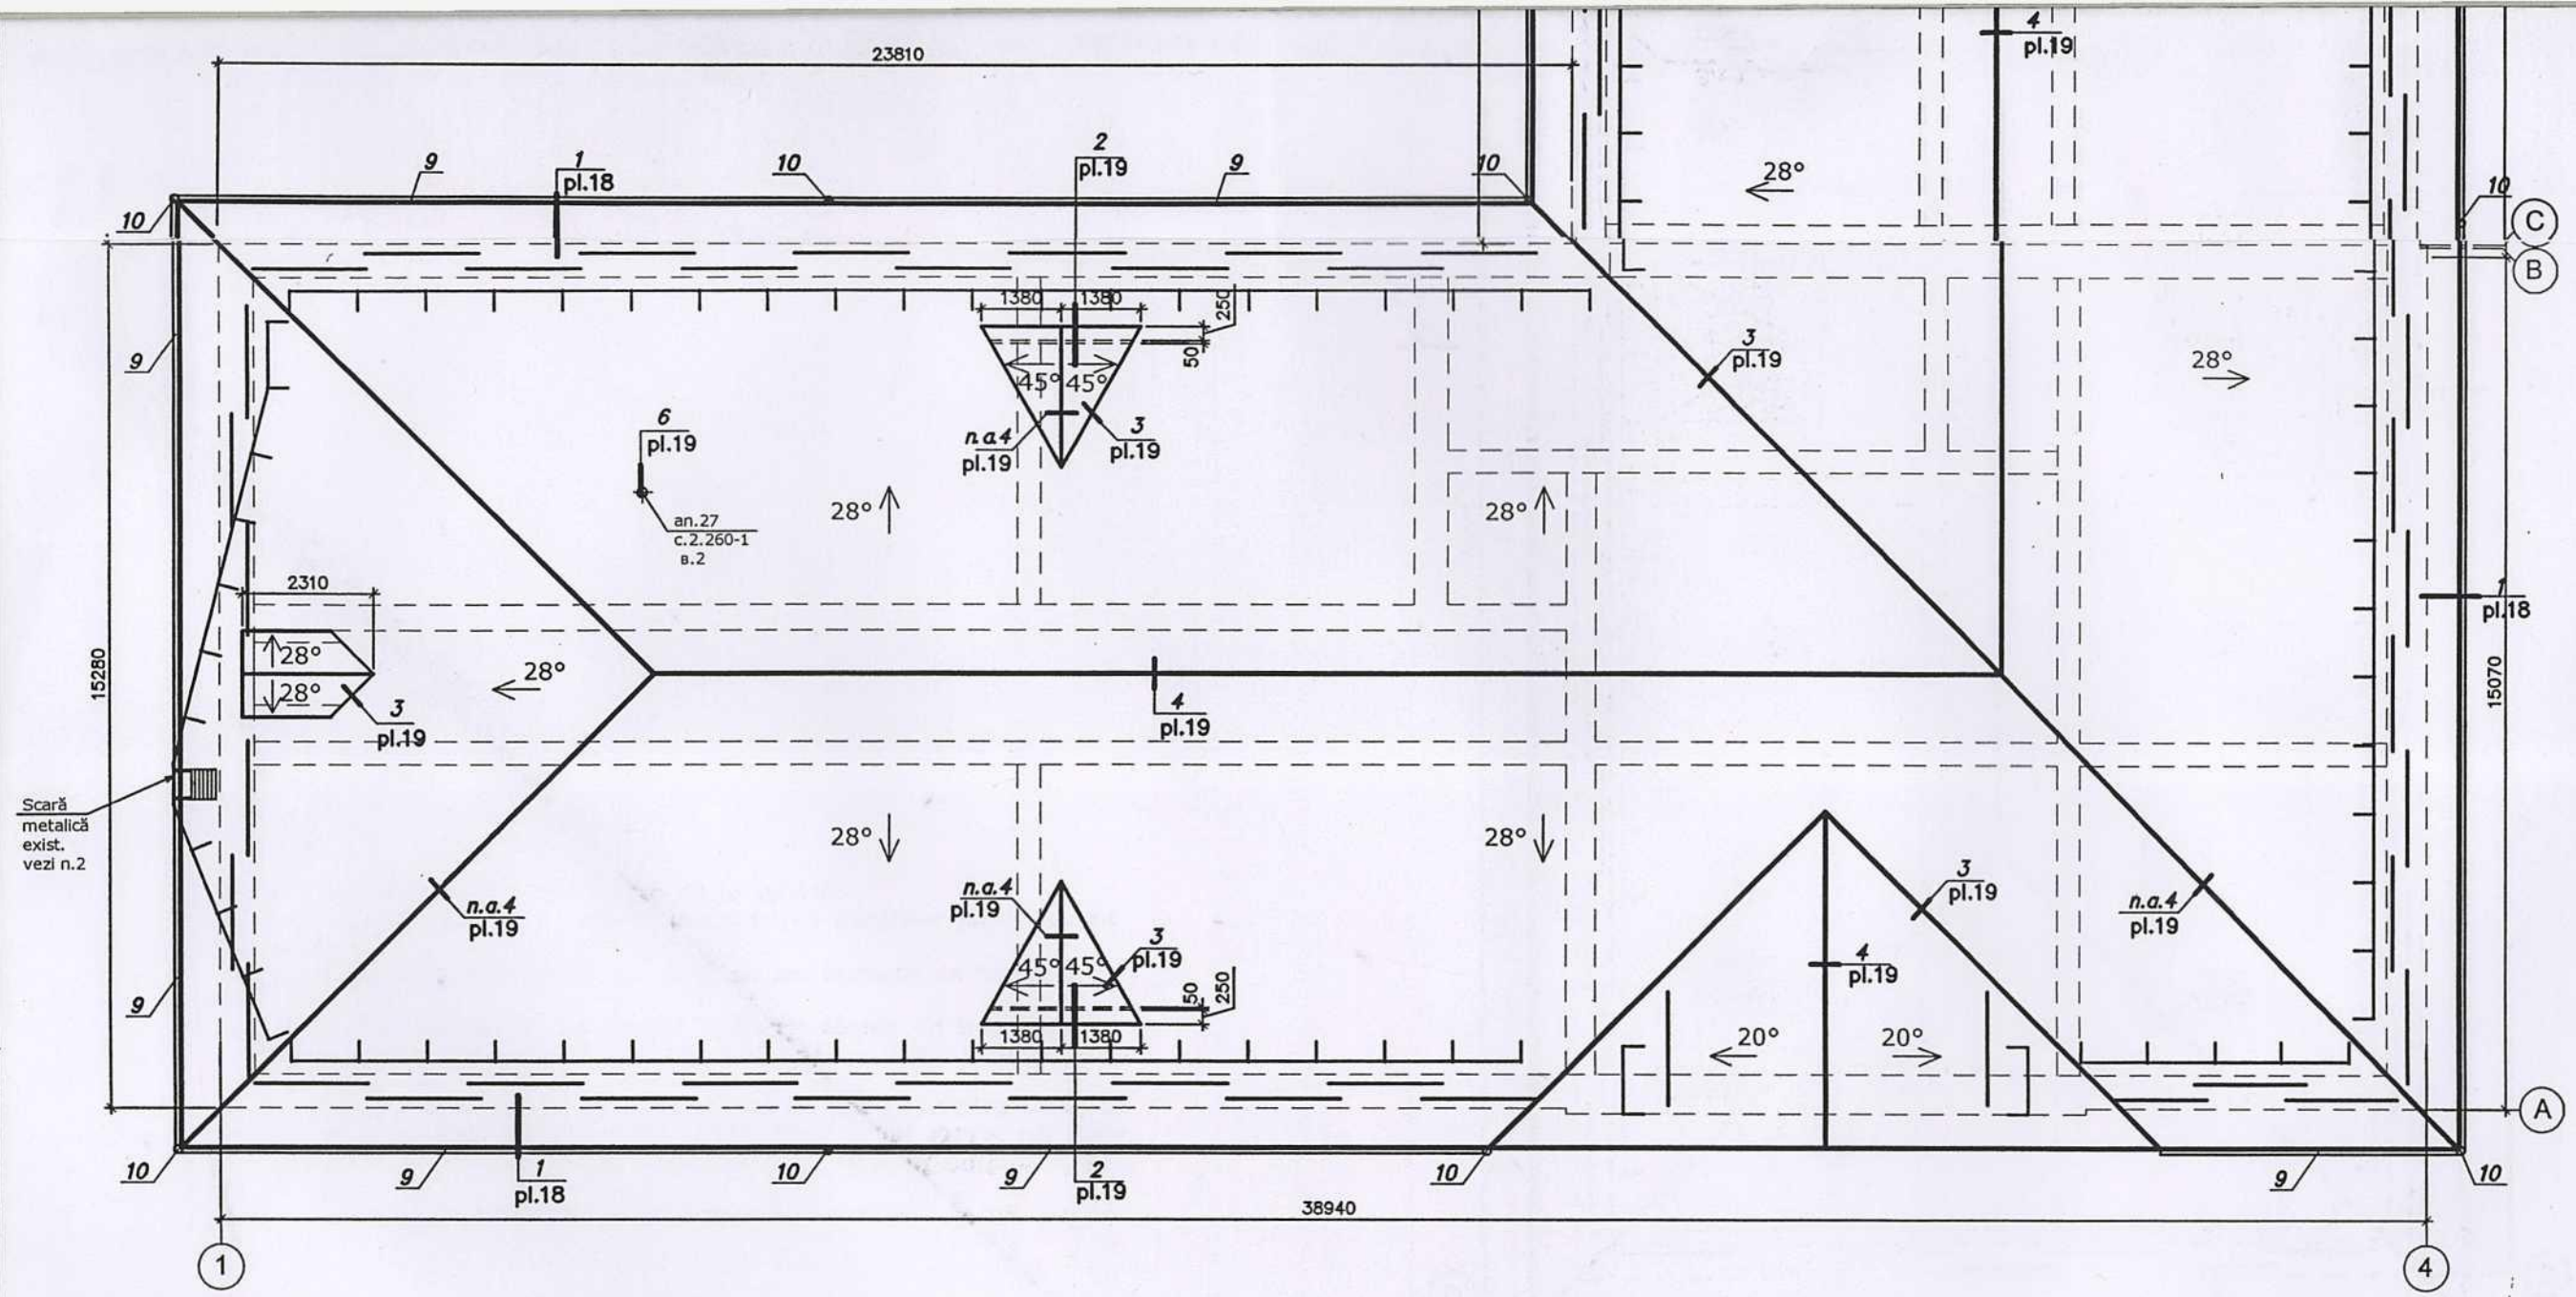 4
pl.19
23810
9
1
pl.18
10
2
pl.19
9
10
28°
10
10
C
B
1380
1380
250
50
9
3
pl.19
28°
45°
45°
6
pl.19
n.a.4
pl.19
3
pl.19
28°
28°
an.27
c.2.260-1
в.2
2310
1
pl.18
28°
28°
28°
15280
15070
3
pl.19
4
pl.19
Scară
metalică
exist.
vezi n.2
28°
28°
n.a.4
pl.19
n.a.4
pl.19
3
pl.19
3
pl.19
n.a.4
pl.19
45°
45°
4
pl.19
50
250
9
1380
1380
20°
20°
A
10
9
1
pl.18
10
9
2
pl.19
10
9
10
38940
1
4